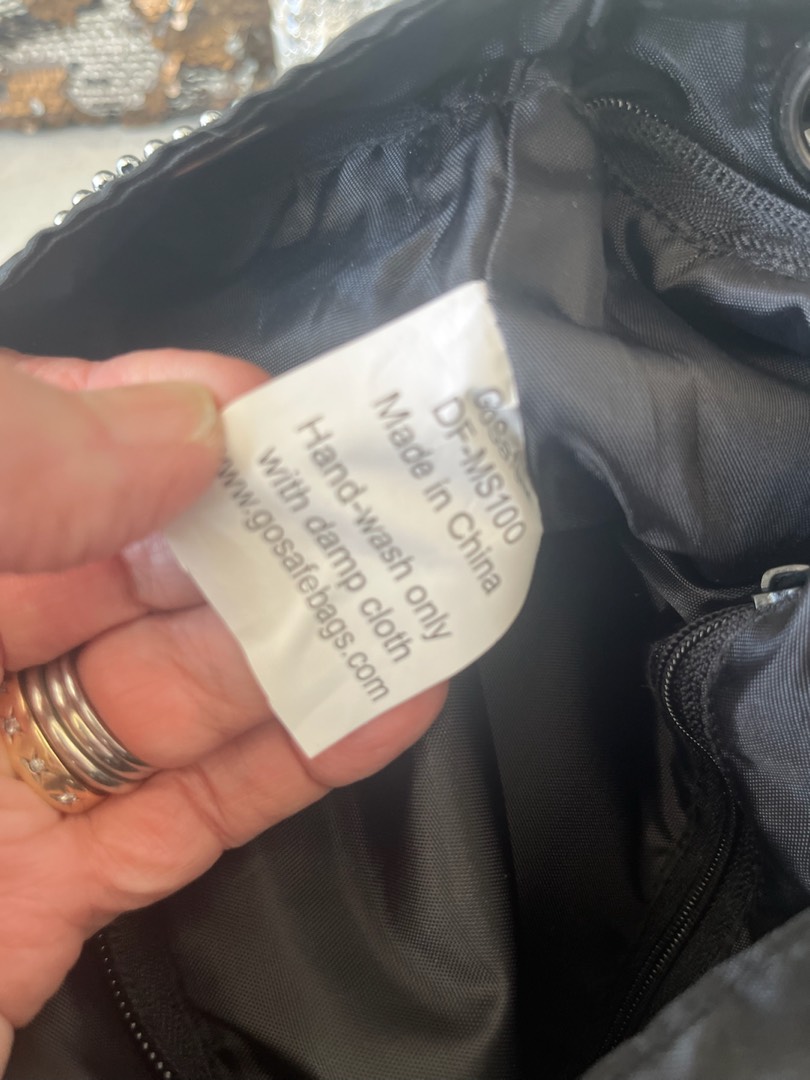 DF-MS100
Made in China
Hand-wash only
with damp cloth
www.gosafebags.com